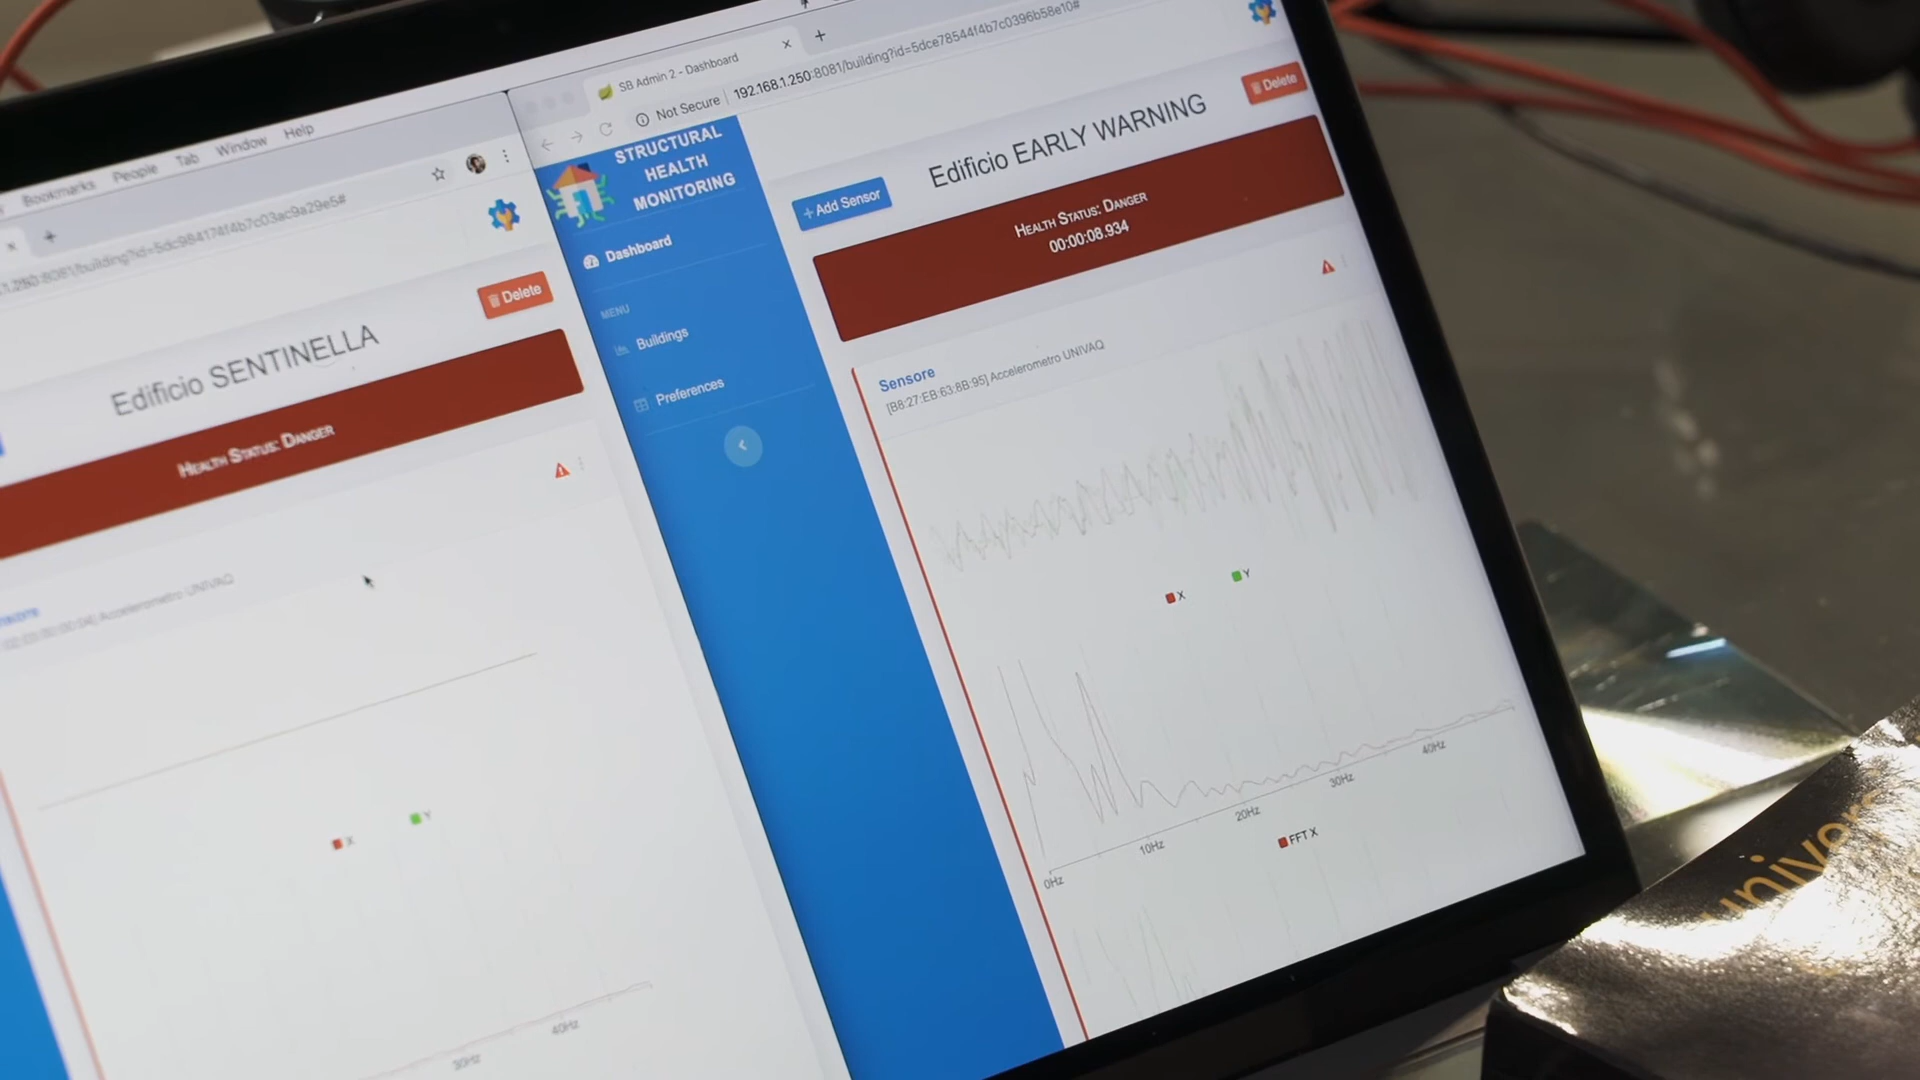 Bookmarks People Tab Window Help
Delete
Edificio SENTINELLA
HEALTH STATUS: DANGER
Accelerometro UNIVAQ
X
Y
30Hz
40Hz
SB Admin 2 - Dashboard
Not Secure
192.168.1.250:8081/building?id=5dce78544f4b7c0396b58e10#
STRUCTURAL
HEALTH
MONITORING
Dashboard
MENU
Buildings
Preferences
Delete
Edificio EARLY WARNING
+ Add Sensor
HEALTH STATUS: DANGER
00:00:08.934
Sensore
[B8:27:EB:63:8B:95] Accelerometro UNIVAQ
X
Y
0Hz
10Hz
20Hz
30Hz
40Hz
FFT X